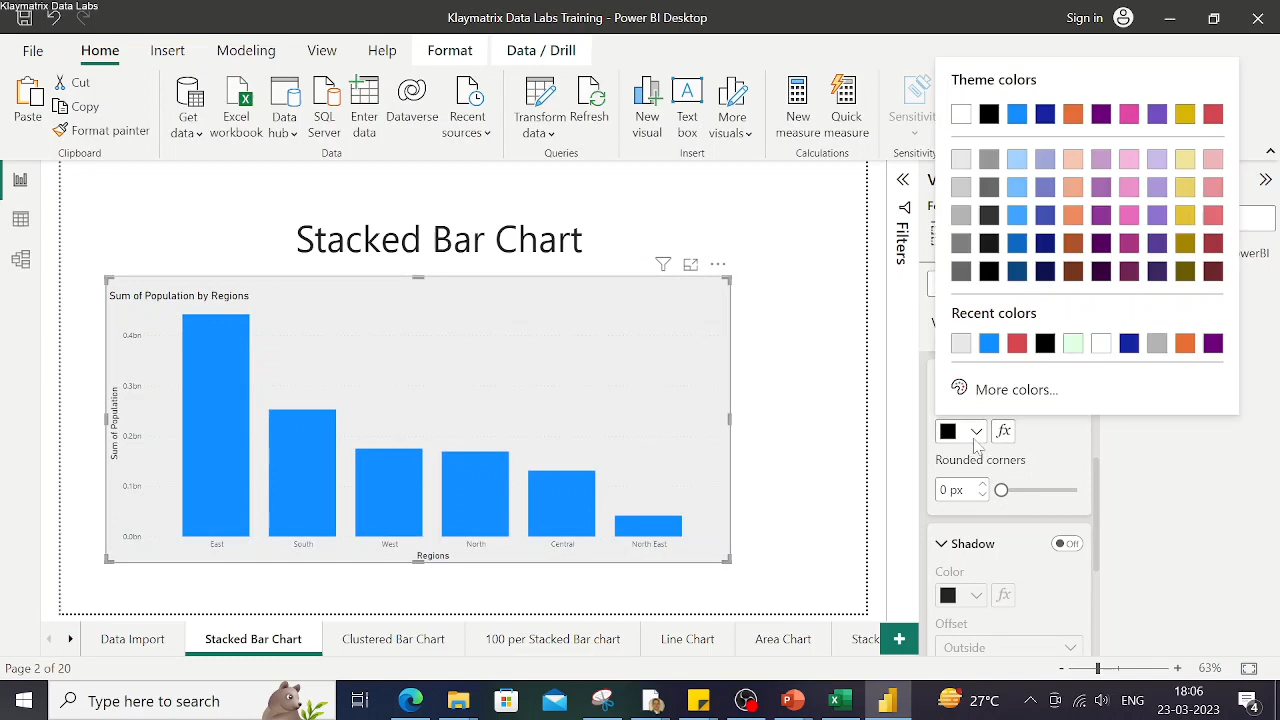 Klaymatrix Data Labs
Klaymatrix Data Labs Training - Power BI Desktop
Sign in
File
Home
Insert
Modeling
View
Help
Format
Data / Drill
Paste
Cut
Copy
Format painter
Clipboard
Get data
Excel workbook
Data hub
SQL Server
Enter data
Dataverse
Recent sources
Data
Transform data
Refresh
Queries
New visual
Text box
More visuals
Insert
New measure
Quick measure
Calculations
Sensitivity
Sensitivity
Theme colors
Recent colors
More colors...
Filters
Stacked Bar Chart
Sum of Population by Regions
Sum of Population
0.4bn
0.3bn
0.2bn
0.1bn
0.0bn
East
South
West
North
Central
North East
Regions
fx
Rounded corners
0 px
Shadow
Off
Color
fx
Offset
Outside
Data Import
Stacked Bar Chart
Clustered Bar Chart
100 per Stacked Bar chart
Line Chart
Area Chart
Stack
+
Page 2 of 20
- + 63%
Type here to search
27°C
ENG
18:06
23-03-2023
4